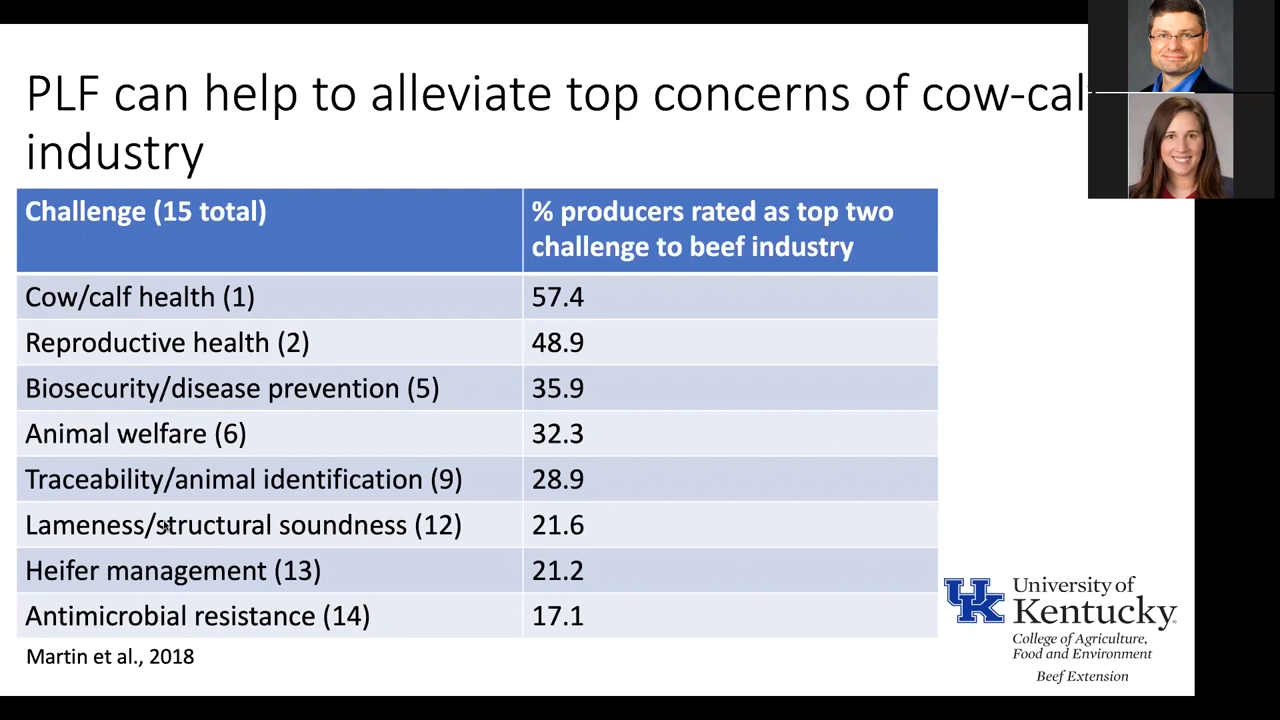 PLF can help to alleviate top concerns of cow-cal
industry
Challenge (15 total)
% producers rated as top two
challenge to beef industry
Cow/calf health (1)
57.4
Reproductive health (2)
48.9
Biosecurity/disease prevention (5)
35.9
Animal welfare (6)
32.3
Traceability/animal identification (9)
28.9
Lameness/structural soundness (12)
21.6
Heifer management (13)
21.2
Antimicrobial resistance (14)
17.1
Martin et al., 2018
UK
University of
Kentucky
College of Agriculture,
Food and Environment
Beef Extension